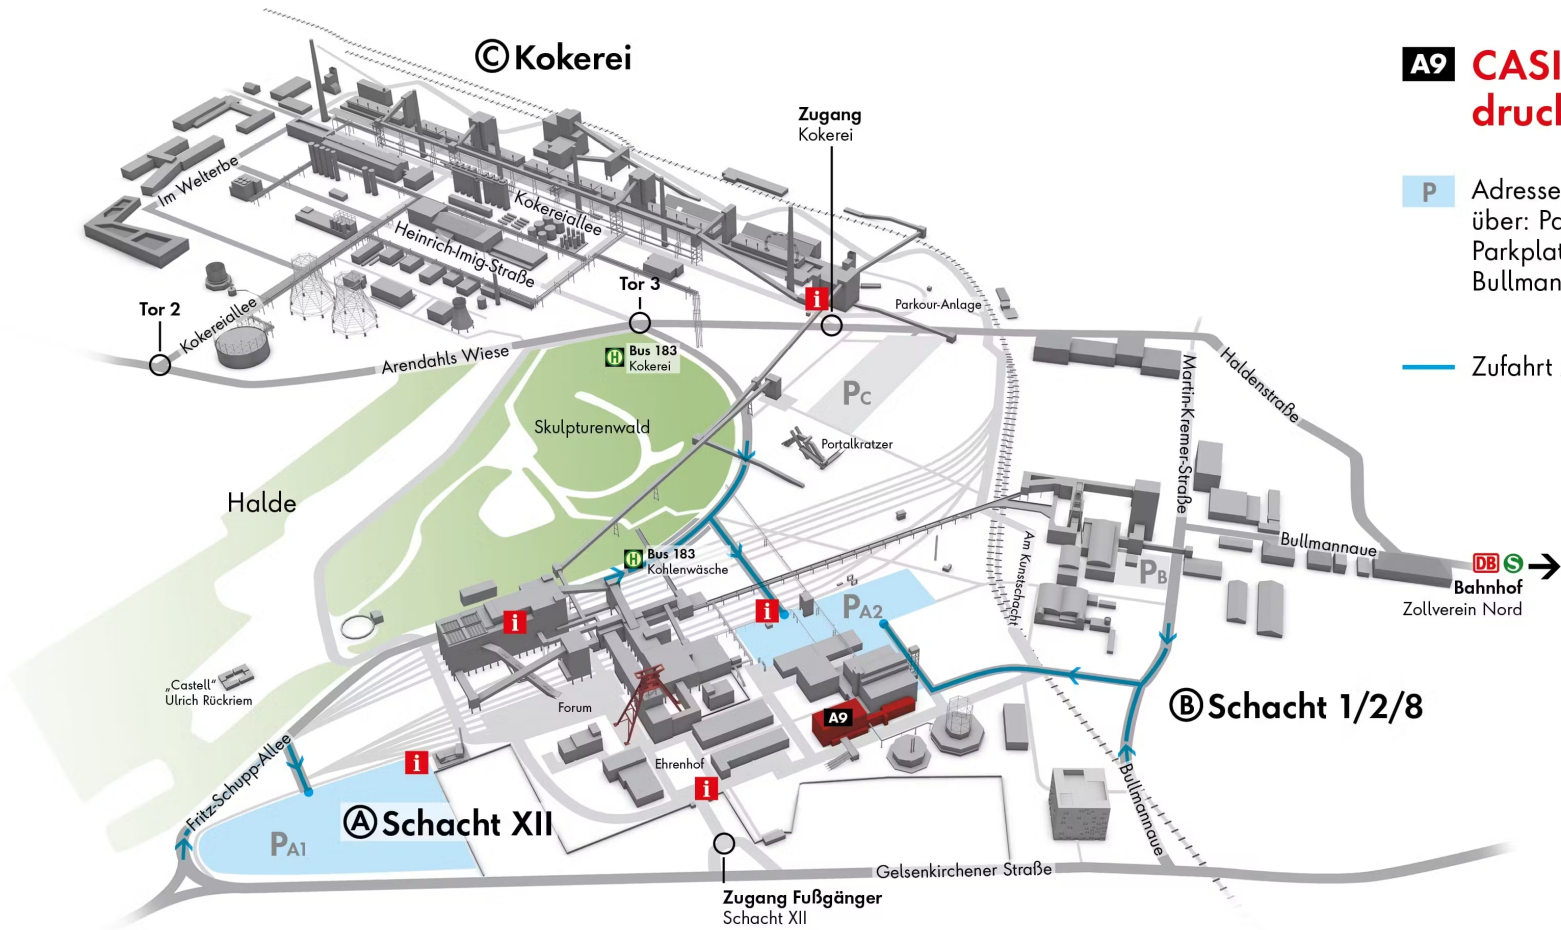 Ⓒ Kokerei
A9 CASI
druc
Zugang
Kokerei
P Adresse
über: Pa
Parkplat
Bullman
Im Welterbe
Kokereiallee
Heinrich-Imig-Straße
Tor 3
Tor 2
Kokereiallee
i
Parkour-Anlage
Arendahls Wiese
H Bus 183
Kokerei
Zufahrt
Haldenstraße
Martin-Kremer-Straße
PC
Skulpturenwald
Portalkratzer
Halde
Am Kunstschacht
Bullmannaue
H Bus 183
Kohlenwäsche
DB S
Bahnhof
Zollverein Nord
PB
i
i
PA2
„Castell“
Ulrich Rückriem
Forum
A9
Ⓑ Schacht 1/2/8
Fritz-Schupp-Allee
i
Ehrenhof
i
Bullmannaue
Ⓐ Schacht XII
PA1
Gelsenkirchener Straße
Zugang Fußgänger
Schacht XII